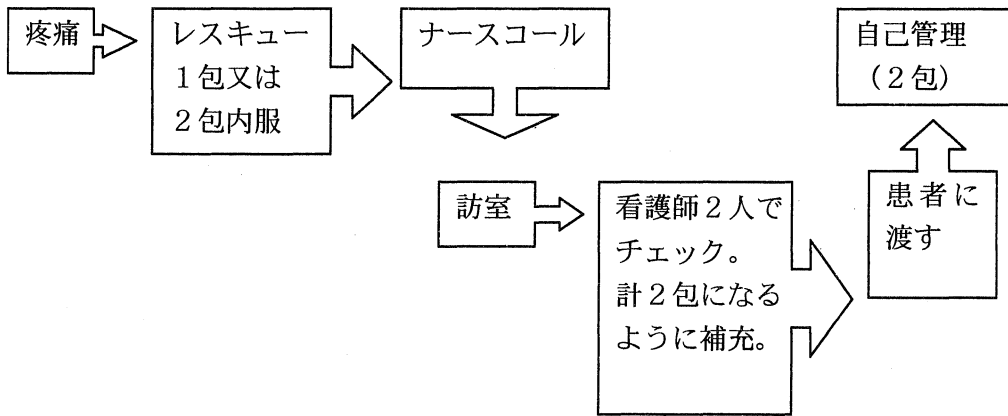 疼痛
レスキュー
１包又は
２包内服
ナースコール
訪室
看護師２人で
チェック。
計２包になる
ように補充。
患者に
渡す
自己管理
（２包）